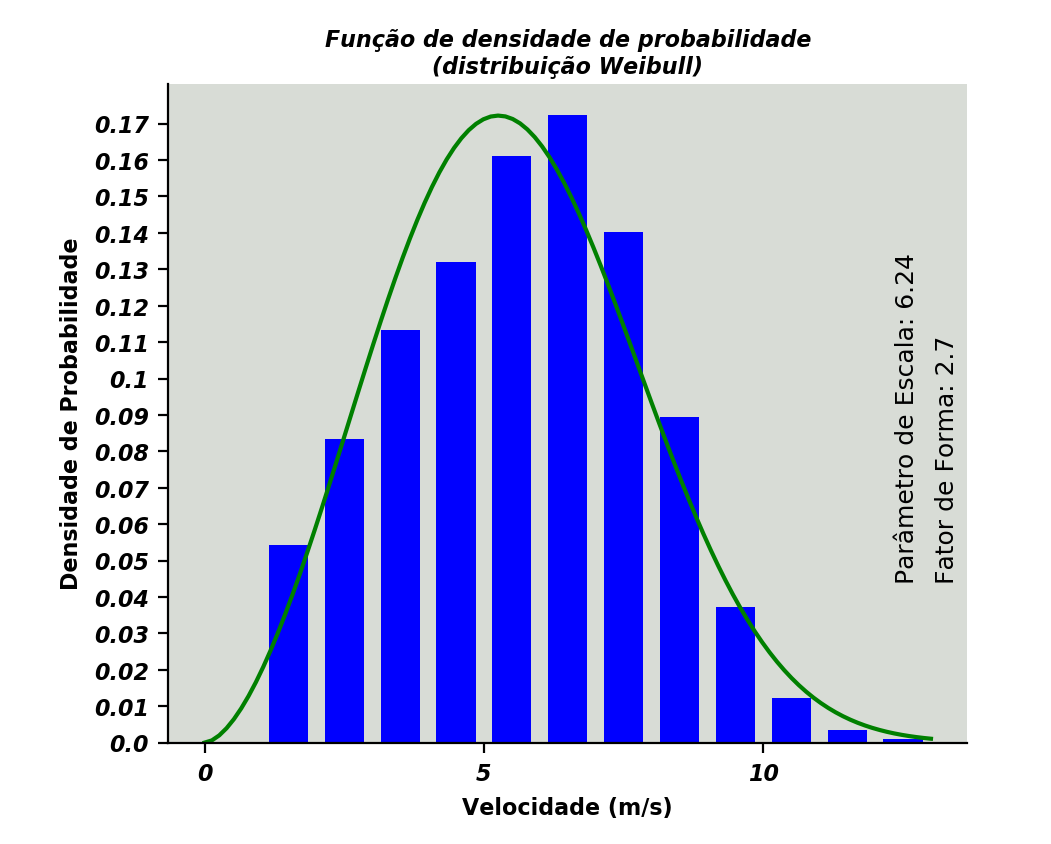 Função de densidade de probabilidade
(distribuição Weibull)
0.17
0.16
0.15
0.14
0.13
0.12
0.11
0.1
0.09
0.08
0.07
0.06
0.05
0.04
0.03
0.02
0.01
0.0
Densidade de Probabilidade
Parâmetro de Escala: 6.24
Fator de Forma: 2.7
0 5 10
Velocidade (m/s)